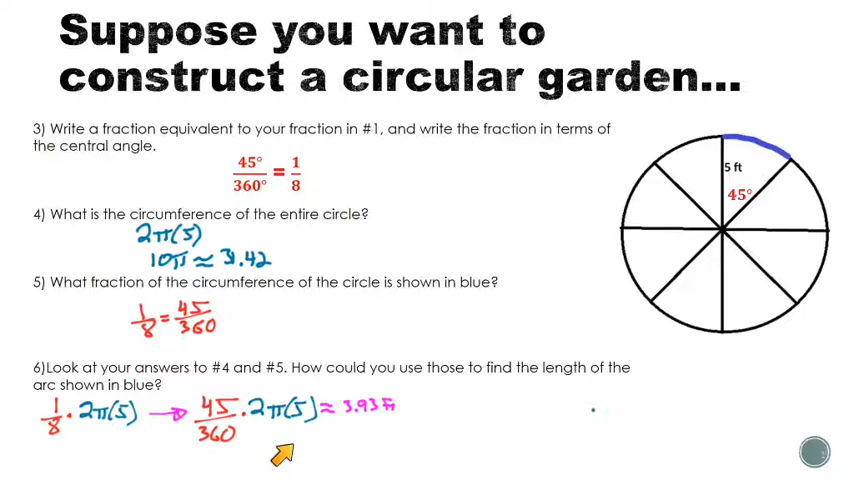 Suppose you want to
construct a circular garden...
3) Write a fraction equivalent to your fraction in #1, and write the fraction in terms of
the central angle.
45°/360° = 1/8
4) What is the circumference of the entire circle?
2π(5)
10π ≈ 31.42
5) What fraction of the circumference of the circle is shown in blue?
1/8 = 45/360
6)Look at your answers to #4 and #5. How could you use those to find the length of the
arc shown in blue?
1/8 · 2π(5) → 45/360 · 2π(5) ≈ 3.93 ft
5 ft
45°